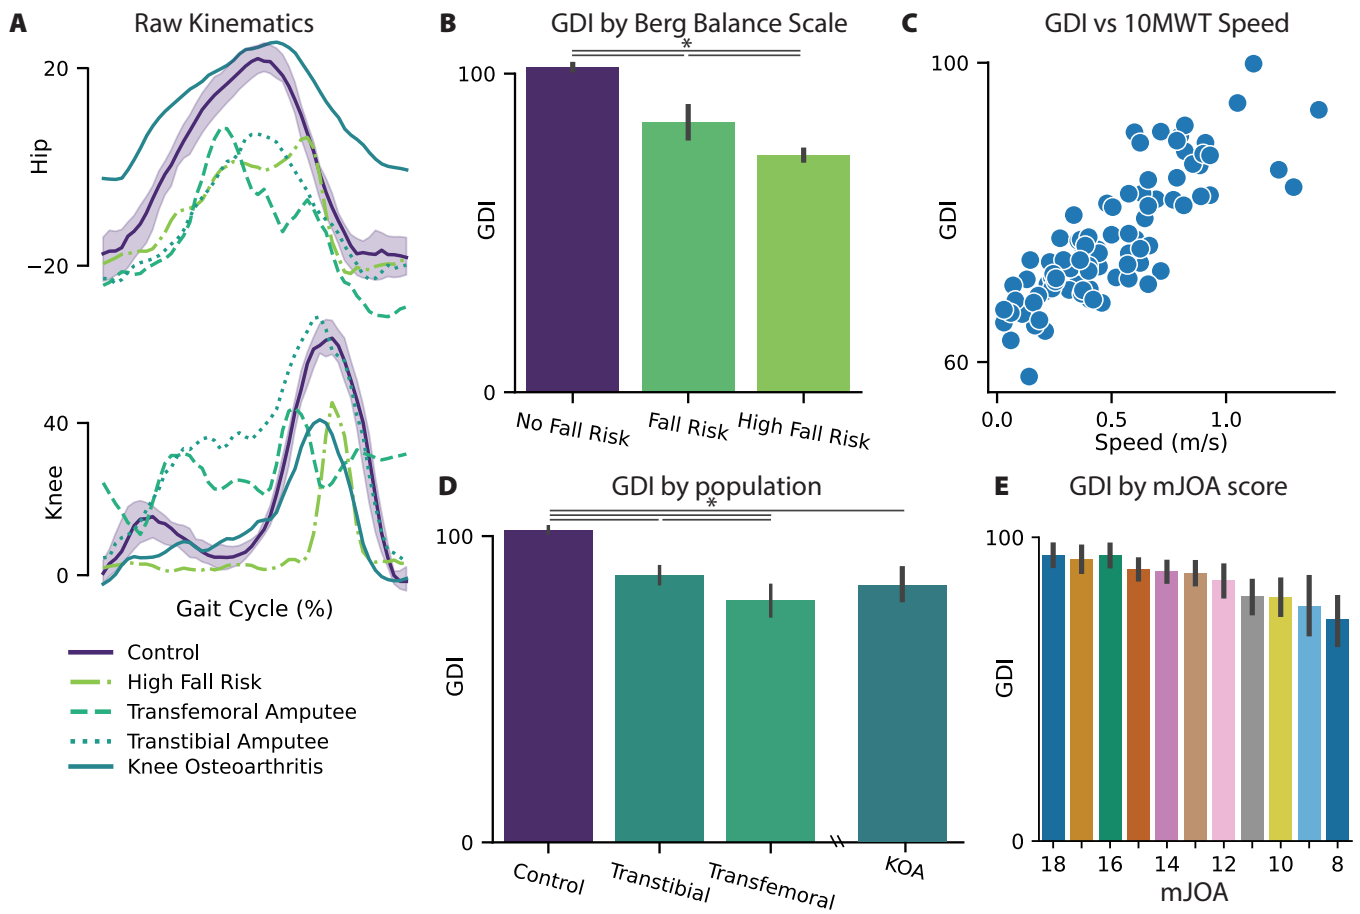 A Raw Kinematics
20
Hip
−20
40
Knee
0
Gait Cycle (%)
Control
High Fall Risk
Transfemoral Amputee
Transtibial Amputee
Knee Osteoarthritis
B GDI by Berg Balance Scale
*
100
GDI
0
No Fall Risk Fall Risk High Fall Risk
C GDI vs 10MWT Speed
100
GDI
60
0.0 0.5 1.0
Speed (m/s)
D GDI by population
*
100
GDI
0
Control Transtibial Transfemoral KOA
E GDI by mJOA score
100
GDI
0
18 16 14 12 10 8
mJOA